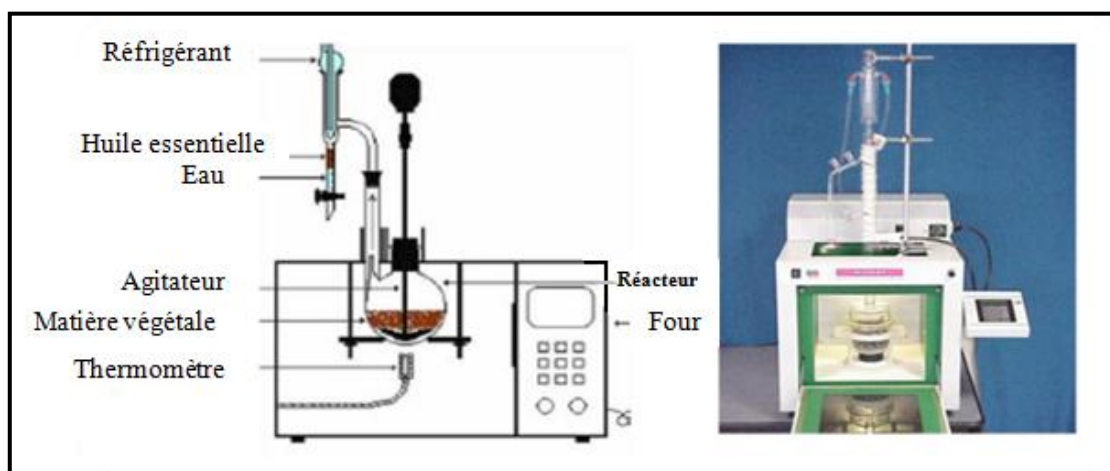 Réfrigérant
Huile essentielle
Eau
Agitateur
Réacteur
Matière végétale
Four
Thermomètre